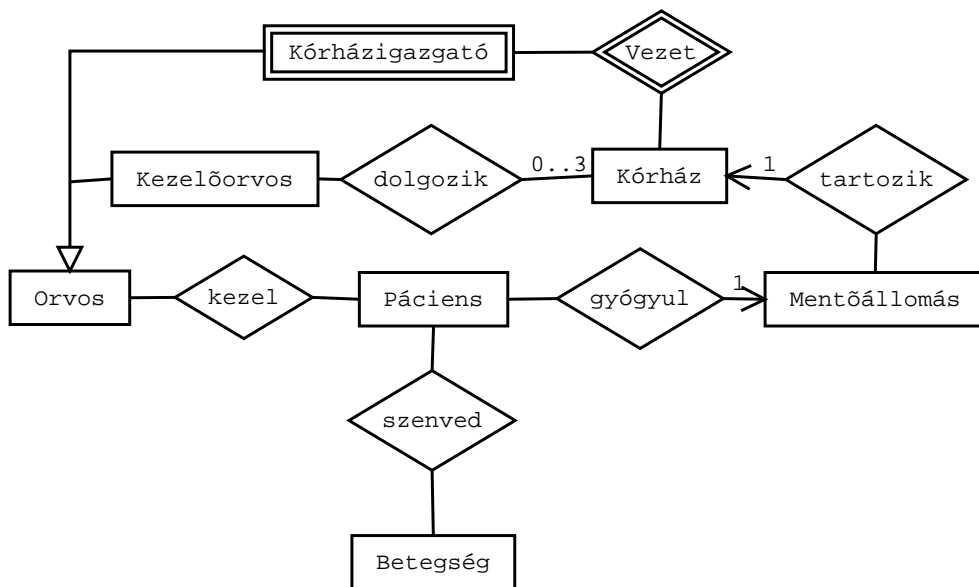 Kórházigazgató
Vezet
Kezelõorvos
dolgozik
0..3
Kórház
1
tartozik
Orvos
kezel
Páciens
gyógyul
1
Mentõállomás
szenved
Betegség